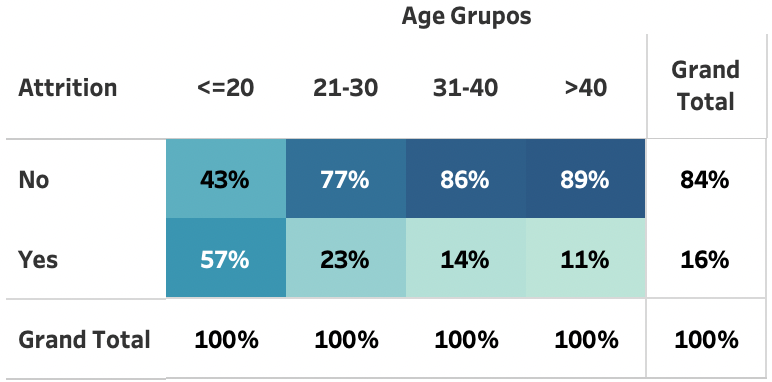 Age Grupos
Attrition <=20 21-30 31-40 >40 Grand Total
No 43% 77% 86% 89% 84%
Yes 57% 23% 14% 11% 16%
Grand Total 100% 100% 100% 100% 100%